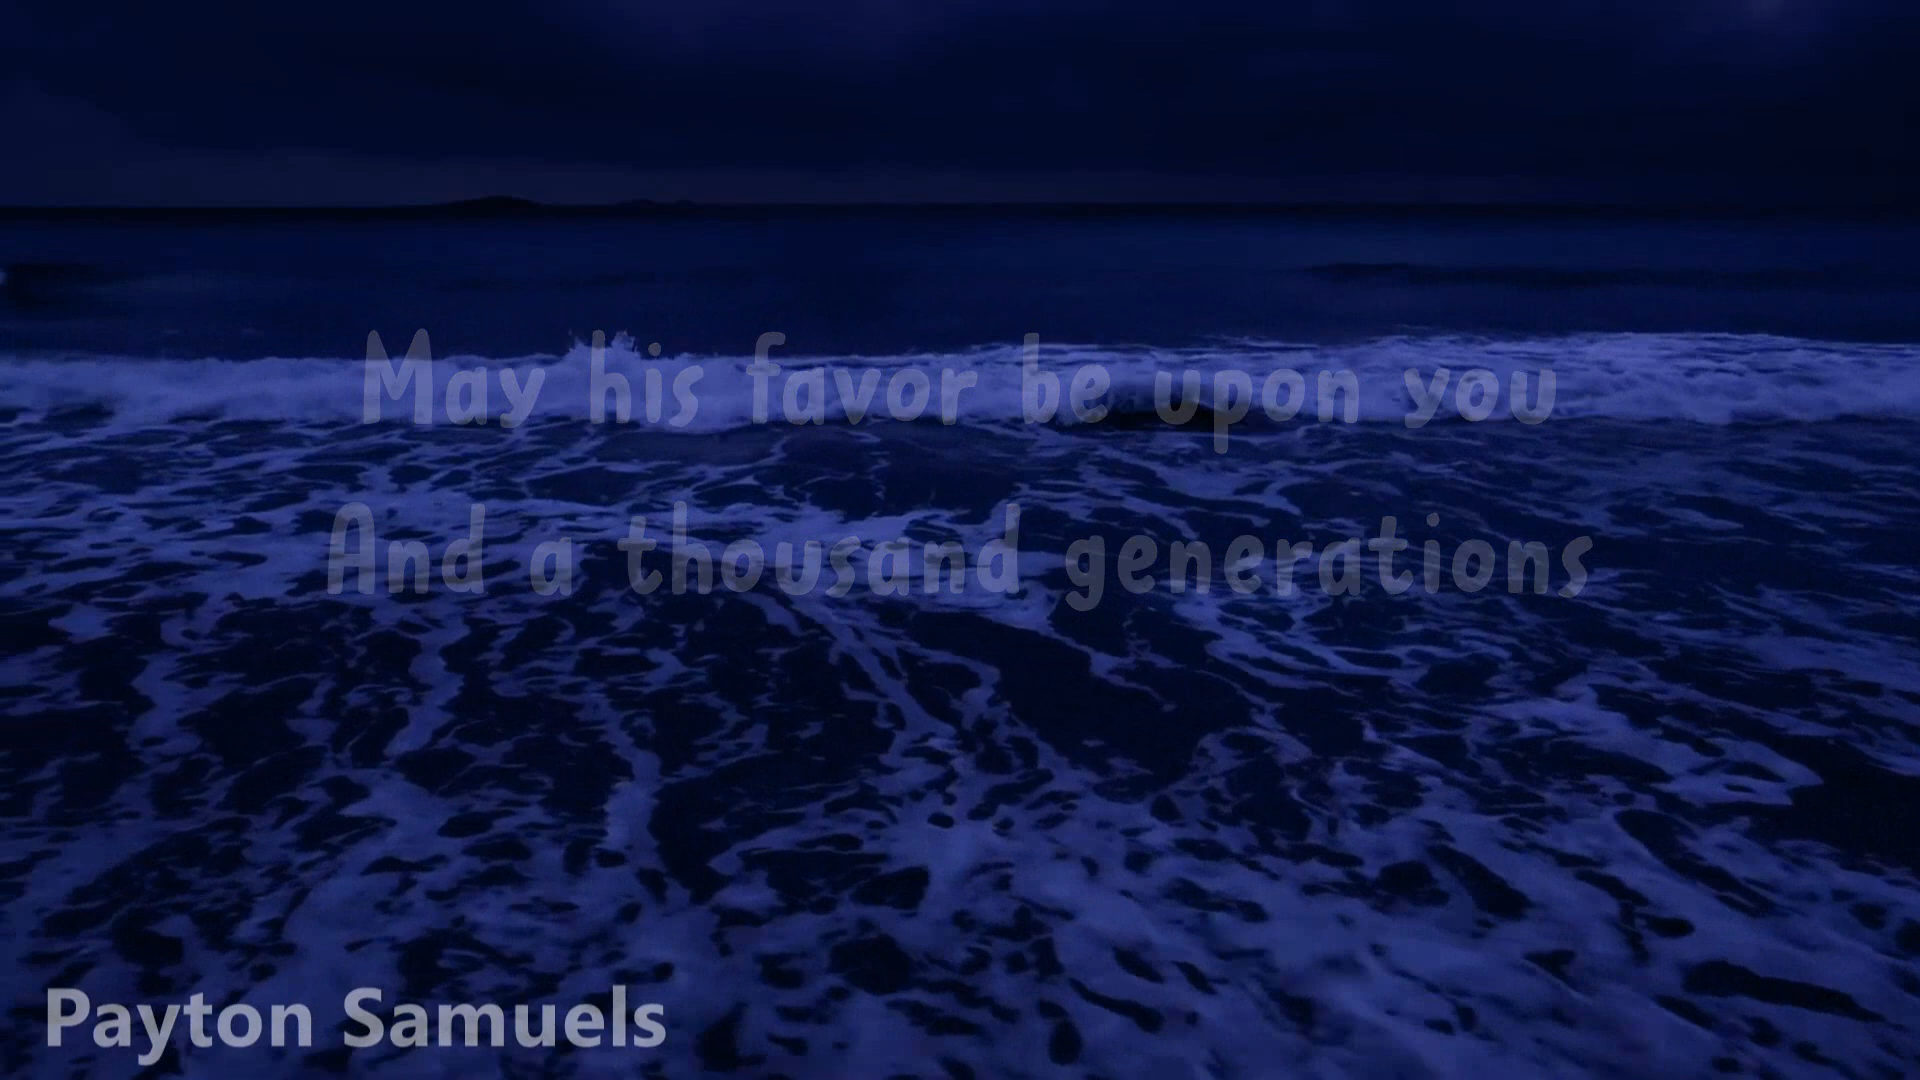 May his favor be upon you
And a thousand generations
Payton Samuels